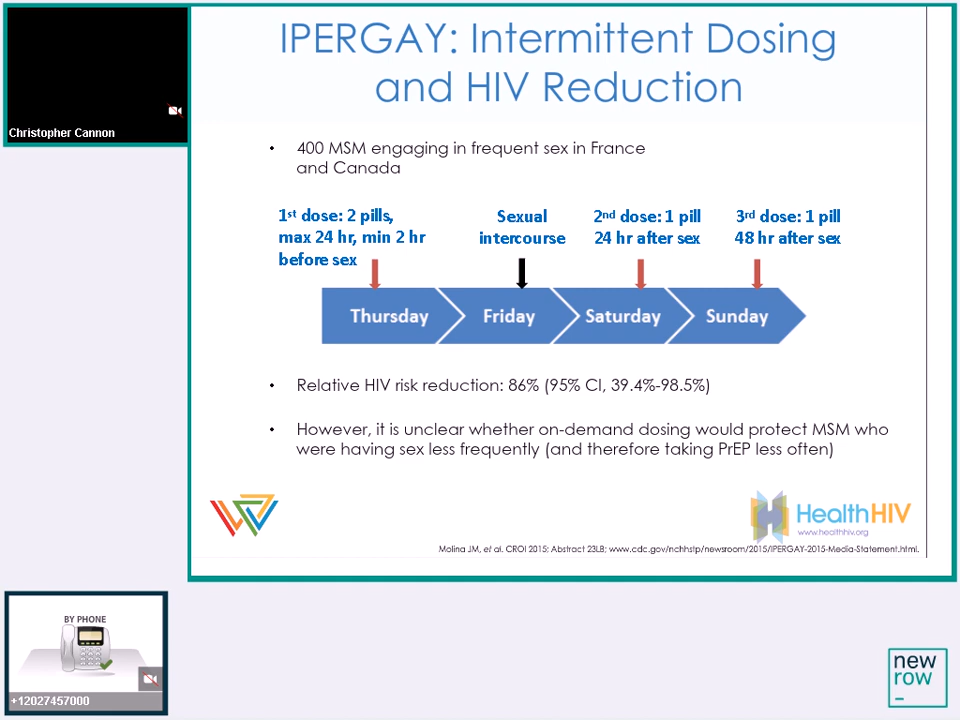 Christopher Cannon
IPERGAY: Intermittent Dosing
and HIV Reduction
• 400 MSM engaging in frequent sex in France
and Canada
1st dose: 2 pills,
max 24 hr, min 2 hr
before sex
Sexual
intercourse
2nd dose: 1 pill
24 hr after sex
3rd dose: 1 pill
48 hr after sex
Thursday
Friday
Saturday
Sunday
• Relative HIV risk reduction: 86% (95% CI, 39.4%-98.5%)
• However, it is unclear whether on-demand dosing would protect MSM who
were having sex less frequently (and therefore taking PrEP less often)
HealthHIV
www.healthhiv.org
Molina JM, et al. CROI 2015; Abstract 23LB; www.cdc.gov/nchhstp/newsroom/2015/IPERGAY-2015-Media-Statement.html.
BY PHONE
+12027457000
new
row